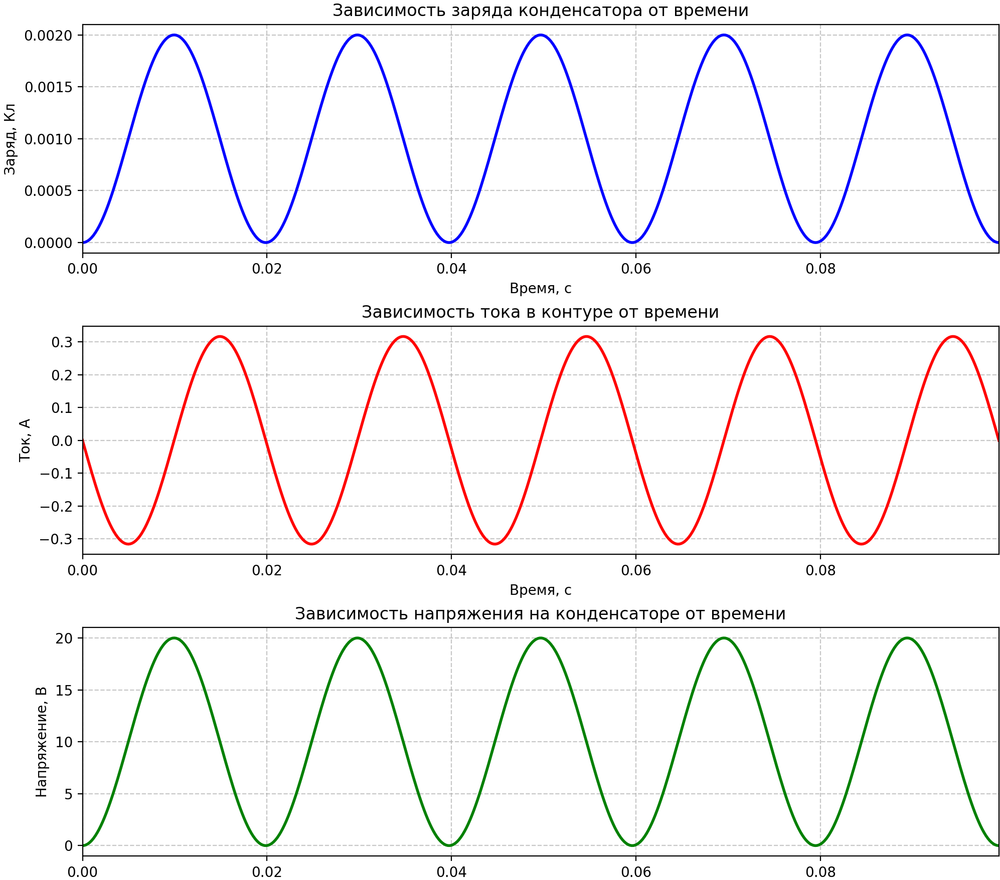 Зависимость заряда конденсатора от времени
0.0020
0.0015
0.0010
0.0005
0.0000
Заряд, Кл
0.00 0.02 0.04 0.06 0.08
Время, с
Зависимость тока в контуре от времени
0.3
0.2
0.1
0.0
−0.1
−0.2
−0.3
Ток, А
0.00 0.02 0.04 0.06 0.08
Время, с
Зависимость напряжения на конденсаторе от времени
20
15
10
5
0
Напряжение, В
0.00 0.02 0.04 0.06 0.08